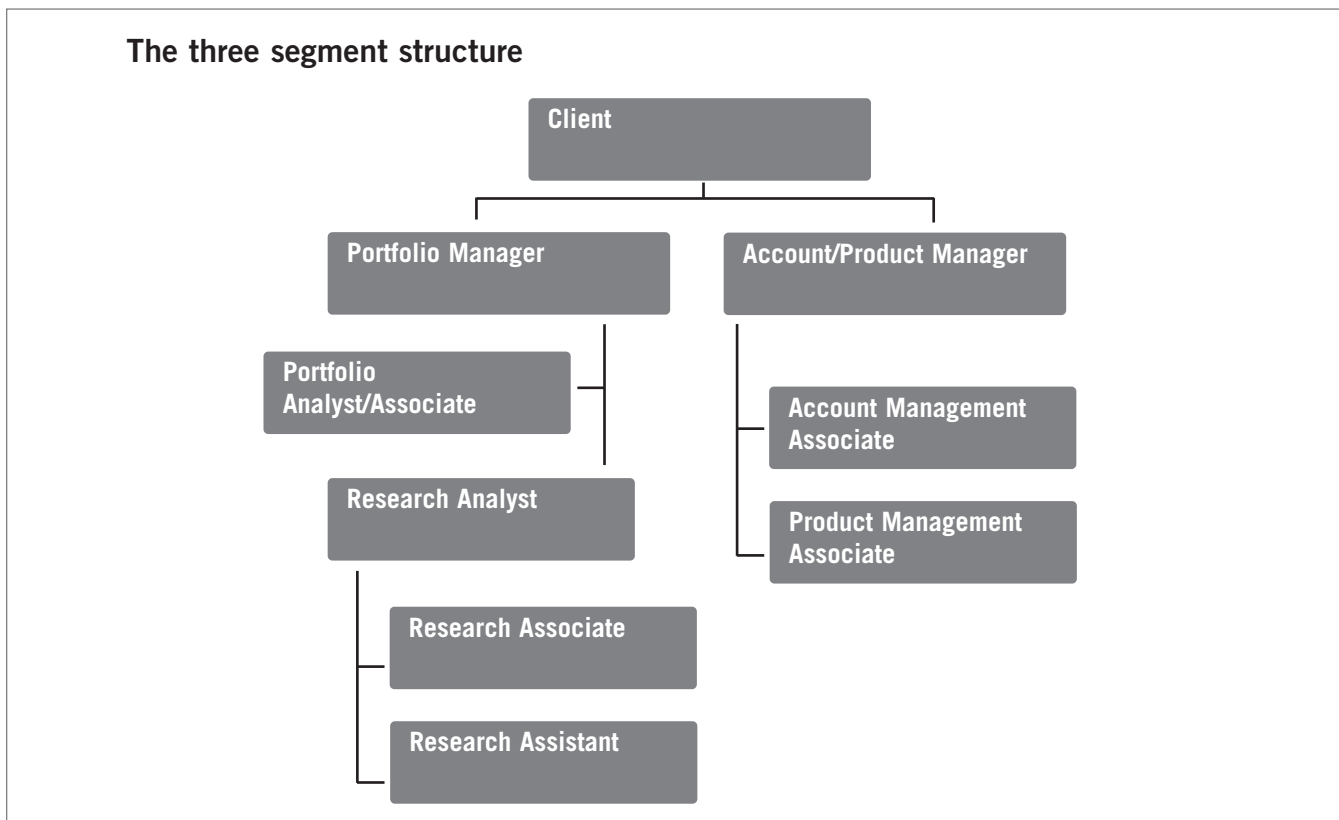 The three segment structure
Client
Portfolio Manager
Account/Product Manager
Portfolio
Analyst/Associate
Account Management
Associate
Research Analyst
Product Management
Associate
Research Associate
Research Assistant